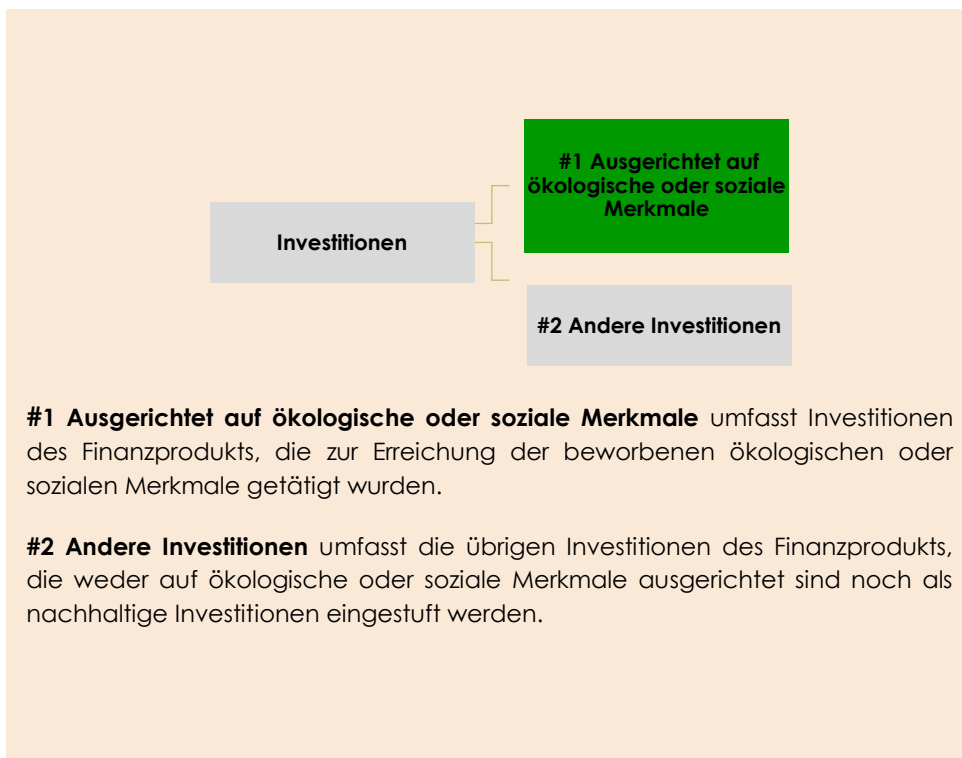 #1 Ausgerichtet auf
ökologische oder soziale
Merkmale
Investitionen
#2 Andere Investitionen
#1 Ausgerichtet auf ökologische oder soziale Merkmale umfasst Investitionen
des Finanzprodukts, die zur Erreichung der beworbenen ökologischen oder
sozialen Merkmale getätigt wurden.
#2 Andere Investitionen umfasst die übrigen Investitionen des Finanzprodukts,
die weder auf ökologische oder soziale Merkmale ausgerichtet sind noch als
nachhaltige Investitionen eingestuft werden.